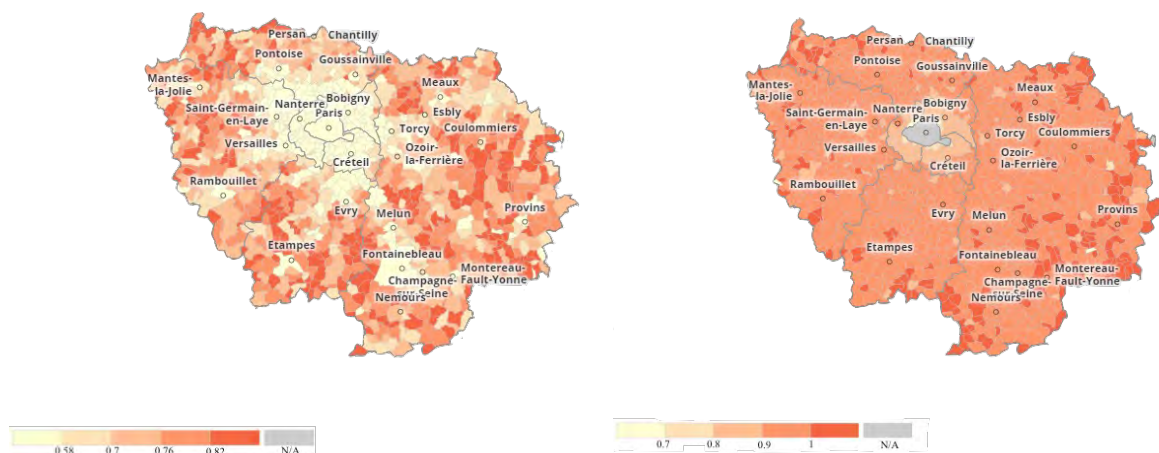 Persan
Chantilly
Pontoise
Goussainville
Mantes-
la-Jolie
Meaux
Saint-Germain-
en-Laye
Nanterre
Bobigny
Paris
Esbly
Torcy
Coulommiers
Versailles
Créteil
Ozoir
-la-Ferrière
Rambouillet
Evry
Melun
Provins
Etampes
Fontainebleau
Champagne-
sur-Seine
Montereau-
Fault-Yonne
Nemours
0.58 0.7 0.76 0.82 N/A
Persan
Chantilly
Pontoise
Goussainville
Mantes-
la-Jolie
Meaux
Saint-Germain-
en-Laye
Nanterre
Bobigny
Paris
Esbly
Torcy
Coulommiers
Versailles
Créteil
Ozoir
-la-Ferrière
Rambouillet
Evry
Melun
Provins
Etampes
Fontainebleau
Champagne-
sur-Seine
Montereau-
Fault-Yonne
Nemours
0.7 0.8 0.9 1 N/A